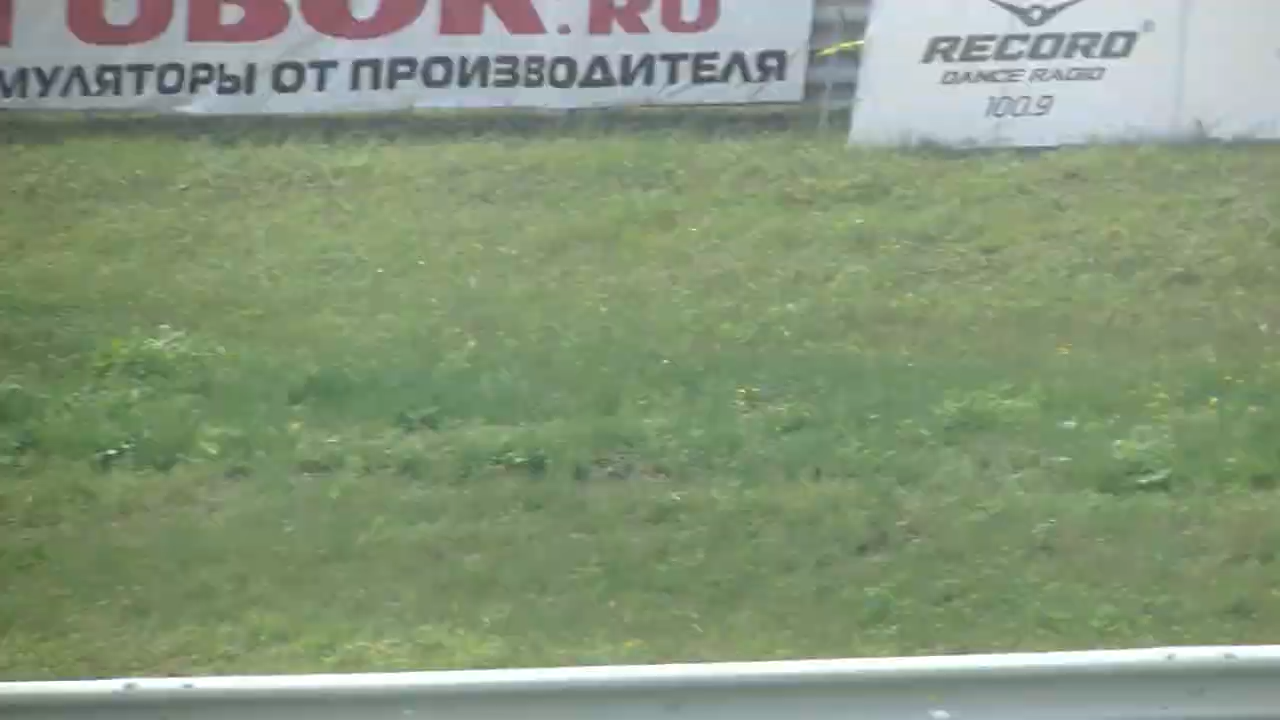 ТОВОК.RU
МУЛЯТОРЫ ОТ ПРОИЗВОДИТЕЛЯ
RECORD®
DANCE RADIO
100.9